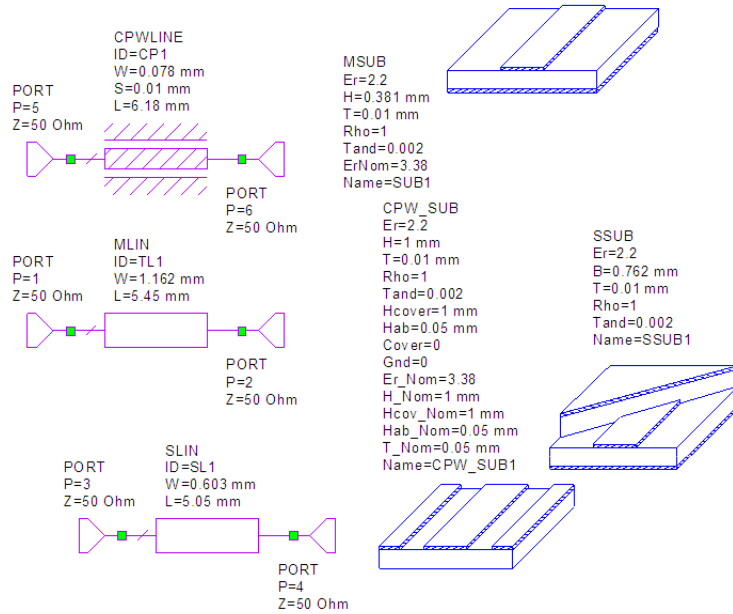 CPWLINE
ID=CP1
W=0.078 mm
S=0.01 mm
L=6.18 mm
PORT
P=5
Z=50 Ohm
PORT
P=6
Z=50 Ohm
MSUB
Er=2.2
H=0.381 mm
T=0.01 mm
Rho=1
Tand=0.002
ErNom=3.38
Name=SUB1
MLIN
ID=TL1
W=1.162 mm
L=5.45 mm
PORT
P=1
Z=50 Ohm
PORT
P=2
Z=50 Ohm
CPW_SUB
Er=2.2
H=1 mm
T=0.01 mm
Rho=1
Tand=0.002
Hcover=1 mm
Hab=0.05 mm
Cover=0
Gnd=0
Er_Nom=3.38
H_Nom=1 mm
Hcov_Nom=1 mm
Hab_Nom=0.05 mm
T_Nom=0.05 mm
Name=CPW_SUB1
SSUB
Er=2.2
B=0.762 mm
T=0.01 mm
Rho=1
Tand=0.002
Name=SSUB1
SLIN
ID=SL1
W=0.603 mm
L=5.05 mm
PORT
P=3
Z=50 Ohm
PORT
P=4
Z=50 Ohm